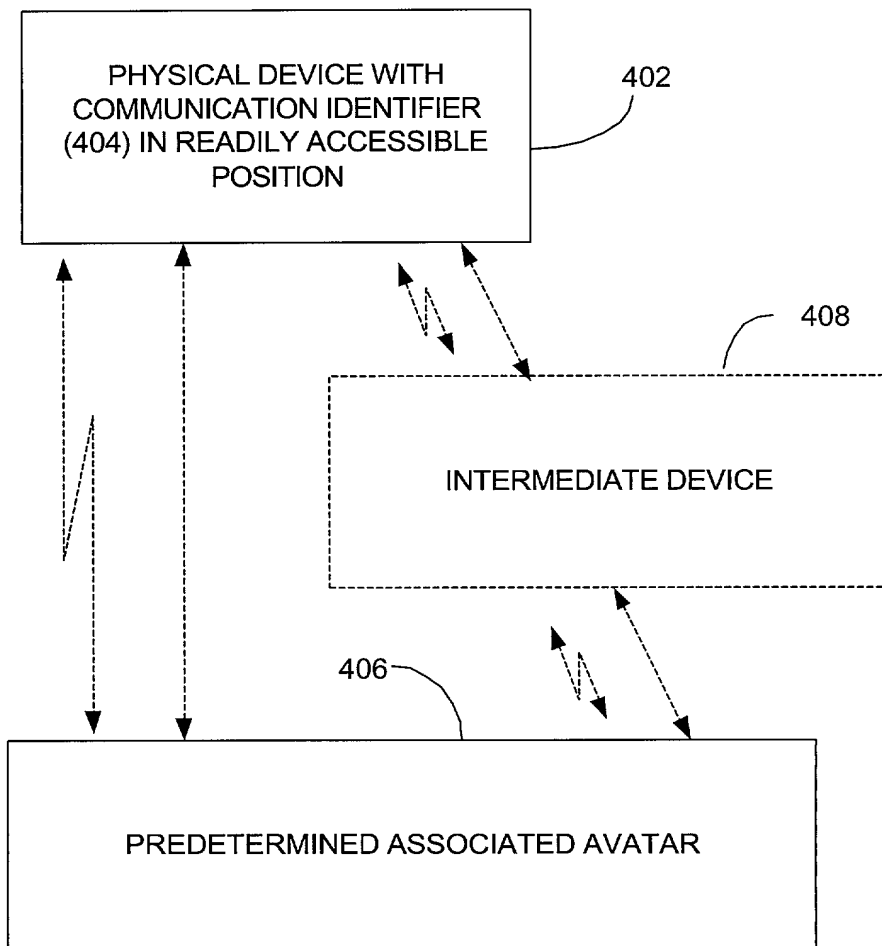 PHYSICAL DEVICE WITH
COMMUNICATION IDENTIFIER
(404) IN READILY ACCESSIBLE
POSITION
402
408
INTERMEDIATE DEVICE
406
PREDETERMINED ASSOCIATED AVATAR